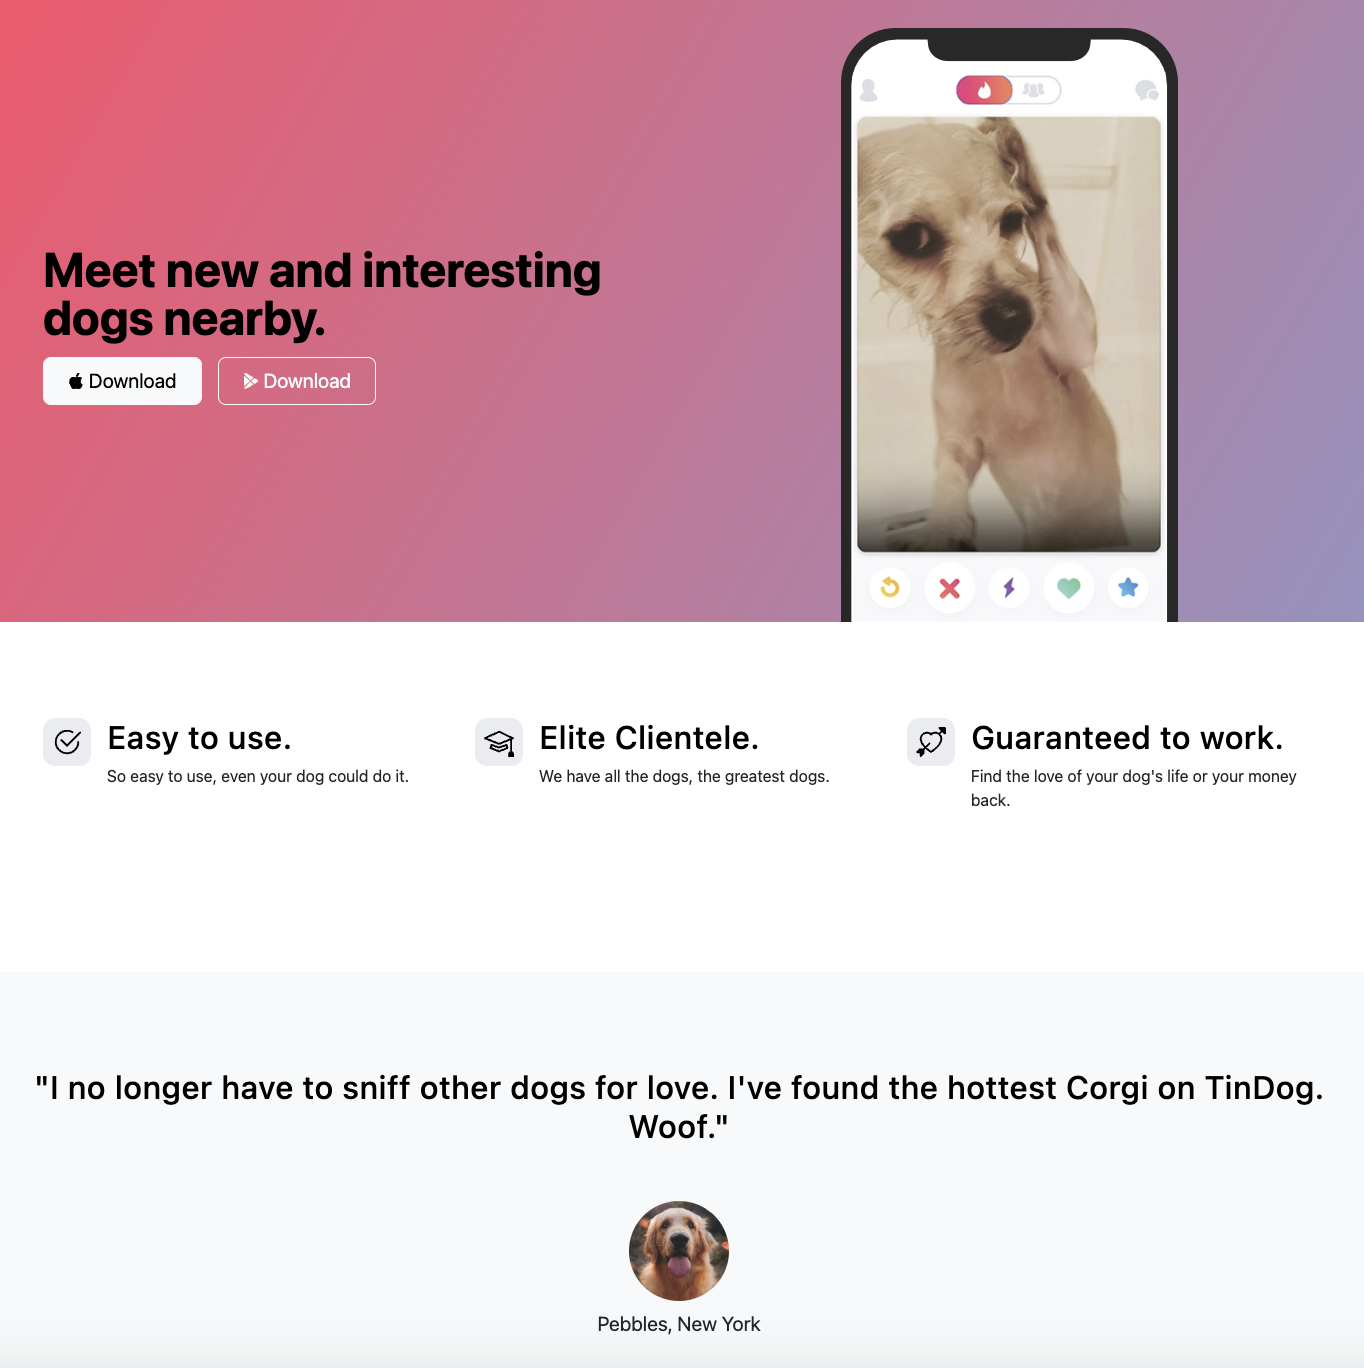 Meet new and interesting
dogs nearby.
Download
Download
Easy to use.
So easy to use, even your dog could do it.
Elite Clientele.
We have all the dogs, the greatest dogs.
Guaranteed to work.
Find the love of your dog's life or your money
back.
"I no longer have to sniff other dogs for love. I've found the hottest Corgi on TinDog.
Woof."
Pebbles, New York